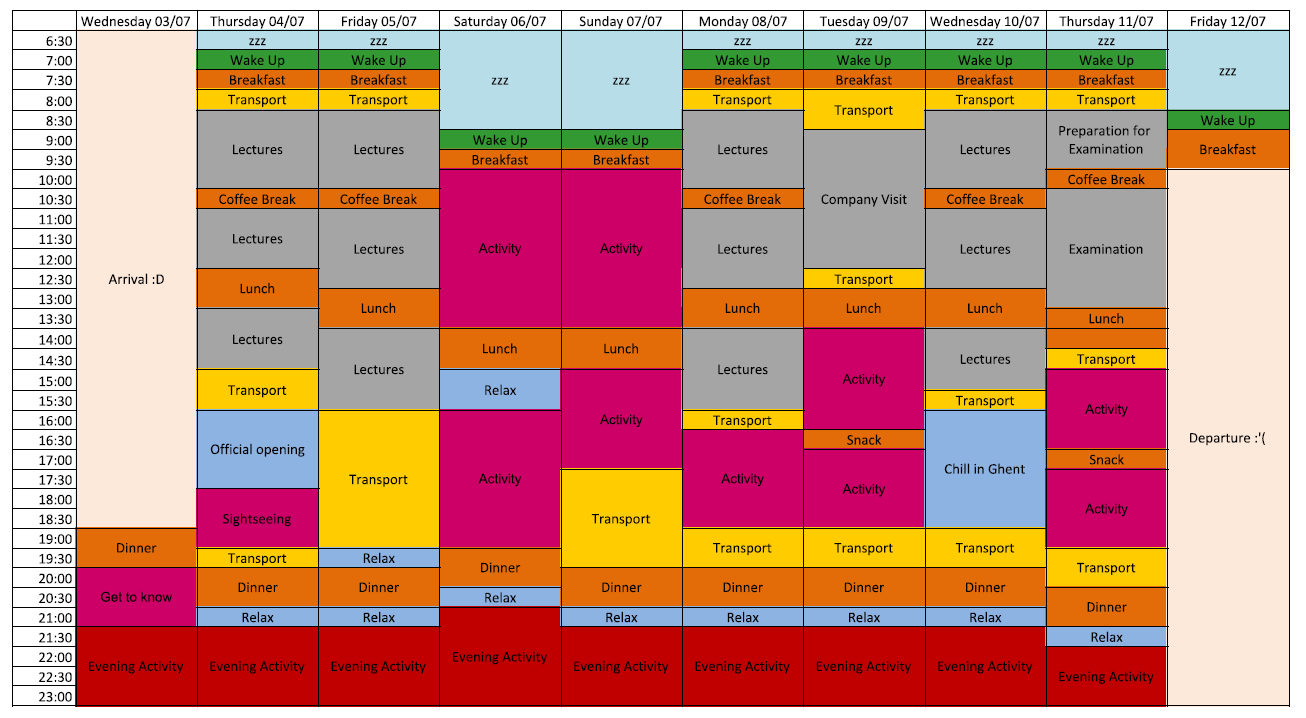 Wednesday 03/07 Thursday 04/07 Friday 05/07 Saturday 06/07 Sunday 07/07 Monday 08/07 Tuesday 09/07 Wednesday 10/07 Thursday 11/07 Friday 12/07
6:30 zzz zzz zzz zzz zzz zzz
7:00 Wake Up Wake Up Wake Up Wake Up Wake Up Wake Up
7:30 Breakfast Breakfast zzz zzz Breakfast Breakfast Breakfast Breakfast zzz
8:00 Transport Transport Transport Transport Transport Transport
8:30 Wake Up
9:00 Wake Up Wake Up Preparation for
9:30 Lectures Lectures Breakfast Breakfast Lectures Lectures Examination Breakfast
10:00 Coffee Break
10:30 Coffee Break Coffee Break Coffee Break Company Visit Coffee Break
11:00
11:30 Lectures Lectures Activity Activity Lectures Lectures Examination
12:00
12:30 Arrival :D Lunch Transport
13:00 Lunch Lunch Lunch Lunch
13:30 Lunch
14:00 Lectures Lunch Lunch
14:30 Lectures Transport
15:00 Transport Lectures Relax Lectures Activity
15:30 Transport Activity
16:00 Activity Transport
16:30 Official opening Snack Departure :'(
17:00 Chill in Ghent Snack
17:30 Transport Activity Activity Activity
18:00 Activity
18:30 Sightseeing Transport
19:00 Dinner Transport Transport Transport
19:30 Transport Relax Dinner Transport
20:00 Dinner Dinner Dinner Dinner Dinner Dinner
20:30 Get to know Relax Dinner
21:00 Relax Relax Relax Relax Relax Relax
21:30 Relax
22:00 Evening Activity Evening Activity Evening Activity Evening Activity Evening Activity Evening Activity Evening Activity Evening Activity
22:30 Evening Activity
23:00